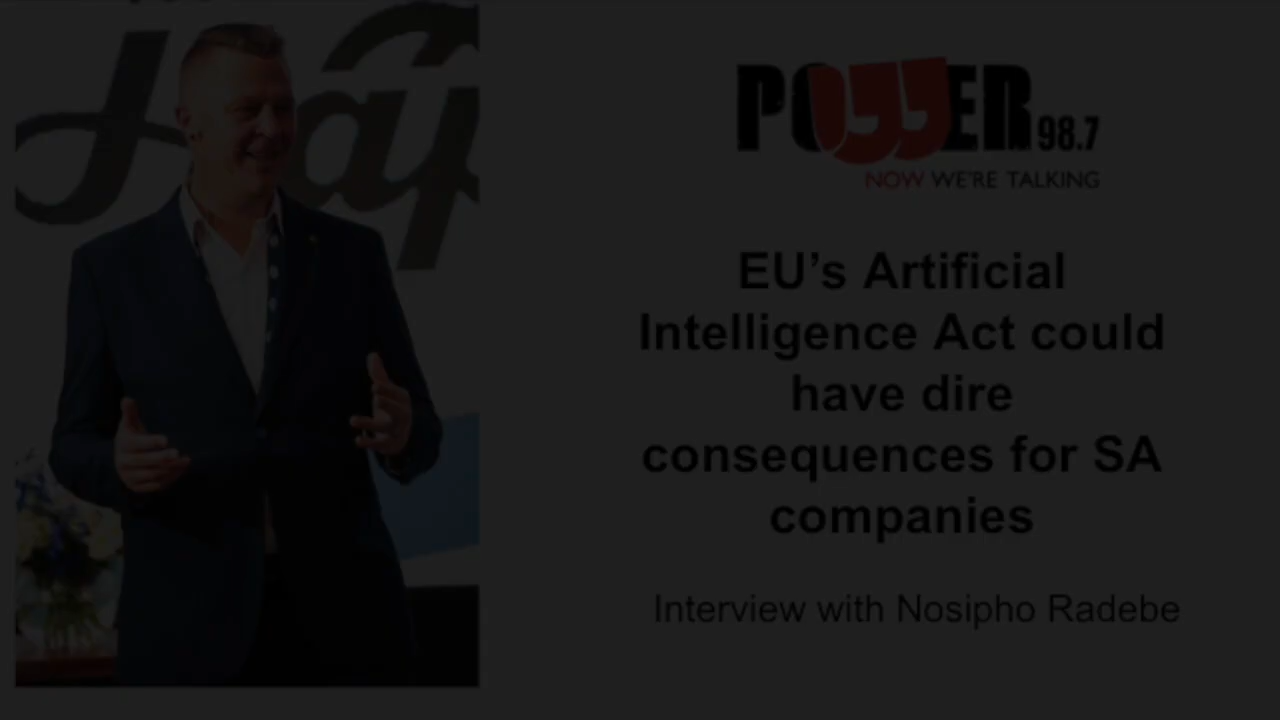 POWER 98.7
NOW WE'RE TALKING
EU’s Artificial
Intelligence Act could
have dire
consequences for SA
companies
Interview with Nosipho Radebe